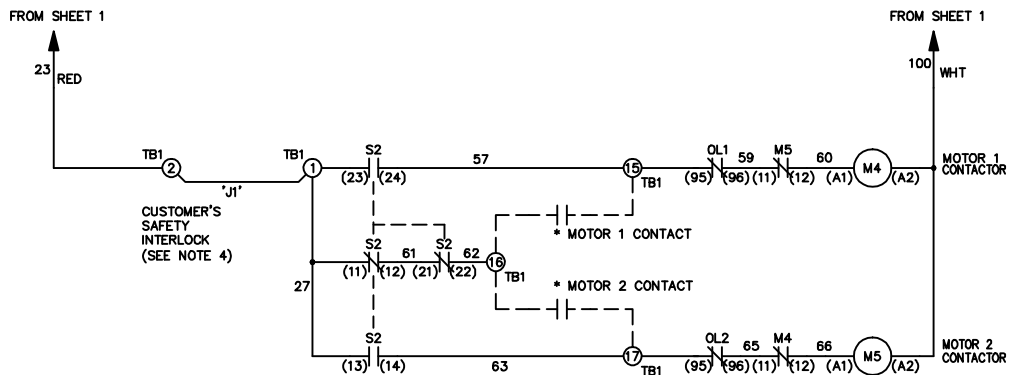 FROM SHEET 1
FROM SHEET 1
23
RED
100
WHT
TB1
2
TB1
1
'J1'
CUSTOMER'S
SAFETY
INTERLOCK
(SEE NOTE 4)
S2
(23)
(24)
57
15
TB1
OL1
(95)
(96)
59
M5
(11)
(12)
60
(A1)
M4
(A2)
MOTOR 1
CONTACTOR
* MOTOR 1 CONTACT
27
S2
(11)
(12)
61
S2
(21)
(22)
62
16
TB1
* MOTOR 2 CONTACT
S2
(13)
(14)
63
17
TB1
OL2
(95)
(96)
65
M4
(11)
(12)
66
(A1)
M5
(A2)
MOTOR 2
CONTACTOR